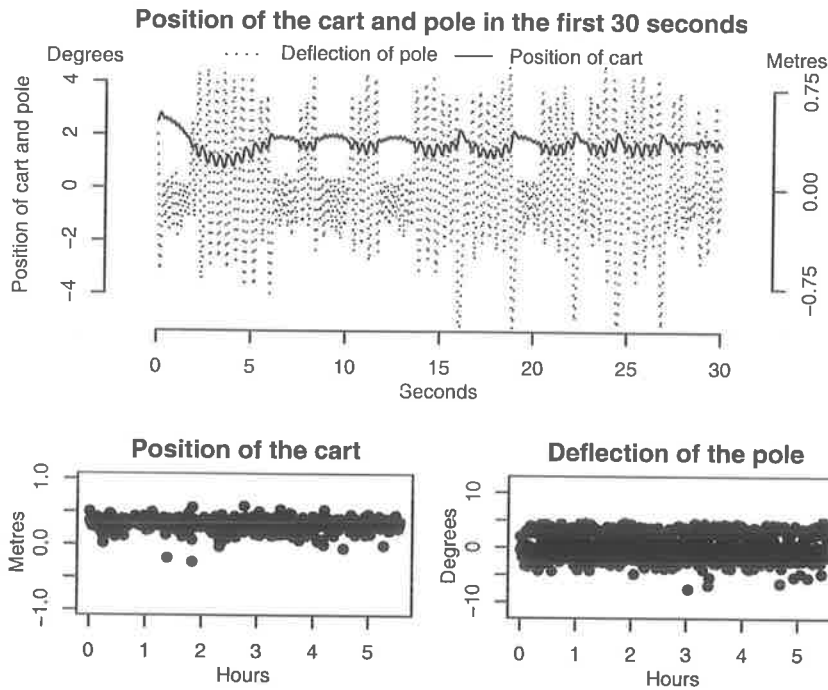 Position of the cart and pole in the first 30 seconds
Degrees Deflection of pole Position of cart Metres
Position of cart and pole
4
2
0
−2
−4
0.75
0.00
−0.75
0 5 10 15 20 25 30
Seconds
Position of the cart
Metres
1.0
0.0
−1.0
0 1 2 3 4 5
Hours
Deflection of the pole
Degrees
10
0
−10
0 1 2 3 4 5
Hours